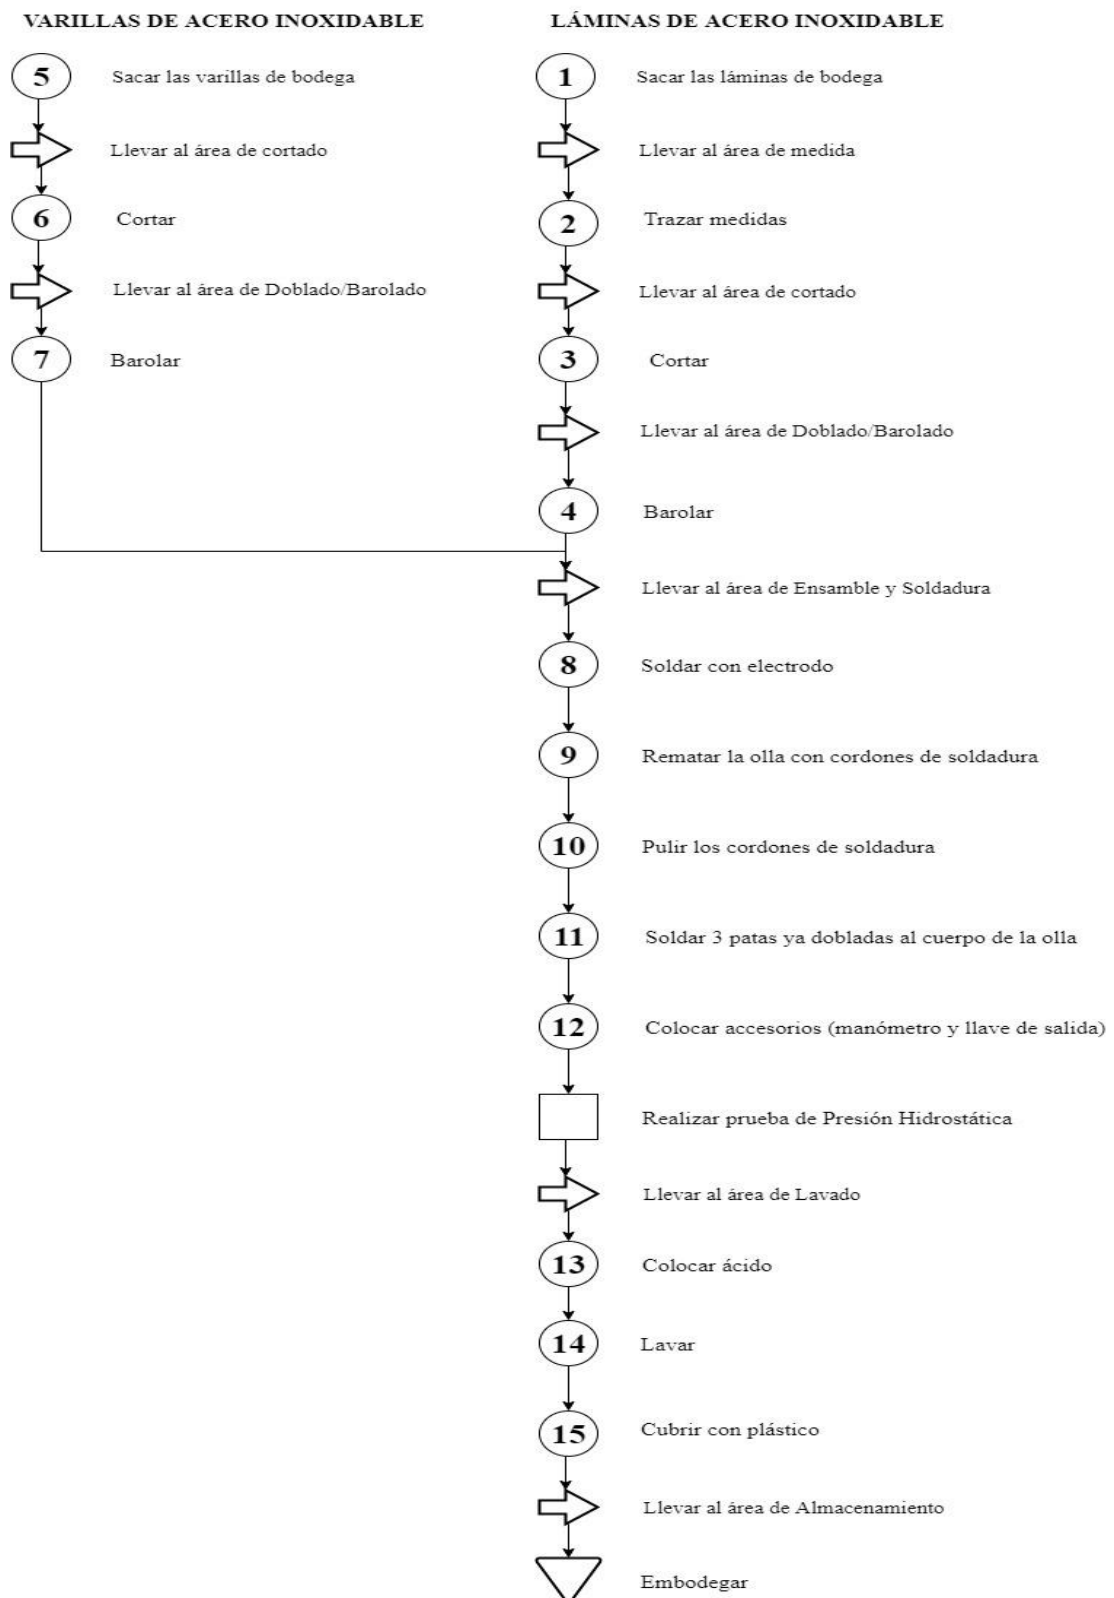 VARILLAS DE ACERO INOXIDABLE
5 Sacar las varillas de bodega
Llevar al área de cortado
6 Cortar
Llevar al área de Doblado/Barolado
7 Barolar
LÁMINAS DE ACERO INOXIDABLE
1 Sacar las láminas de bodega
Llevar al área de medida
2 Trazar medidas
Llevar al área de cortado
3 Cortar
Llevar al área de Doblado/Barolado
4 Barolar
Llevar al área de Ensamble y Soldadura
8 Soldar con electrodo
9 Rematar la olla con cordones de soldadura
10 Pulir los cordones de soldadura
11 Soldar 3 patas ya dobladas al cuerpo de la olla
12 Colocar accesorios (manómetro y llave de salida)
Realizar prueba de Presión Hidrostática
Llevar al área de Lavado
13 Colocar ácido
14 Lavar
15 Cubrir con plástico
Llevar al área de Almacenamiento
Embodegar